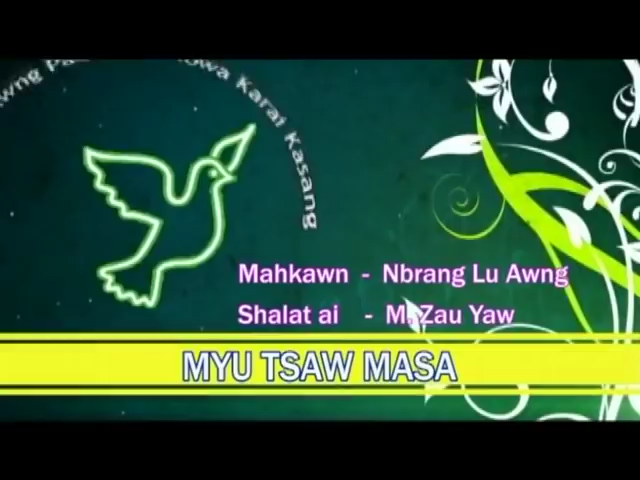 Karai Kasang
Mahkawn - Nbrang Lu Awng
Shalat ai - M. Zau Yaw
MYU TSAW MASA